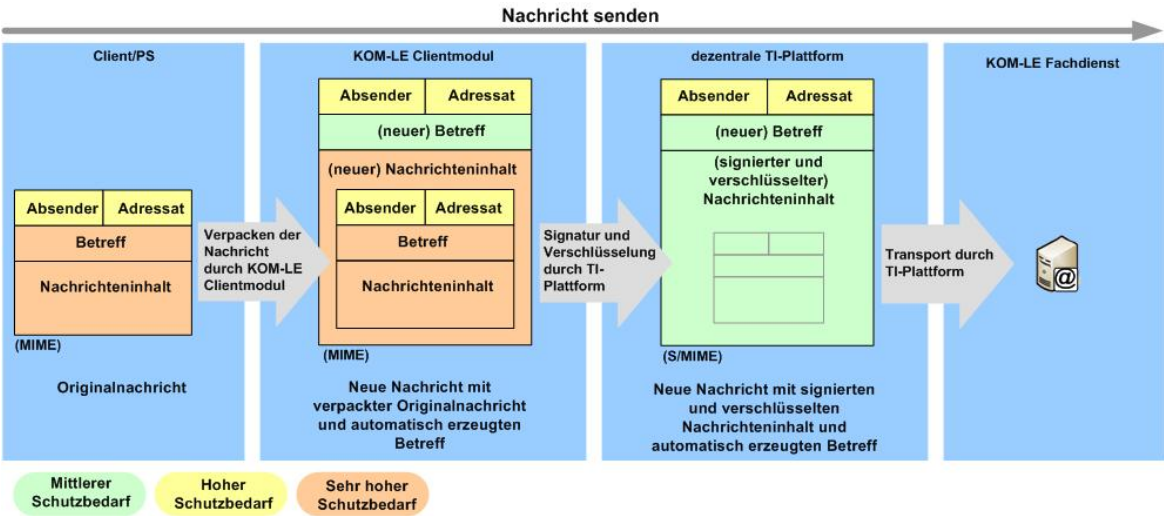 Nachricht senden
Client/PS
Absender
Adressat
Betreff
Nachrichteninhalt
(MIME)
Originalnachricht
Verpacken der
Nachricht
durch KOM-LE
Clientmodul
KOM-LE Clientmodul
Absender
Adressat
(neuer) Betreff
(neuer) Nachrichteninhalt
Absender
Adressat
Betreff
Nachrichteninhalt
(MIME)
Neue Nachricht mit
verpackter Originalnachricht
und automatisch erzeugten
Betreff
Signatur und
Verschlüsselung
durch TI-
Plattform
dezentrale TI-Plattform
Absender
Adressat
(neuer) Betreff
(signierter und
verschlüsselter)
Nachrichteninhalt
(S/MIME)
Neue Nachricht mit signierten
und verschlüsselten
Nachrichteninhalt und
automatisch erzeugten Betreff
Transport durch
TI-Plattform
KOM-LE Fachdienst
@
Mittlerer
Schutzbedarf
Hoher
Schutzbedarf
Sehr hoher
Schutzbedarf